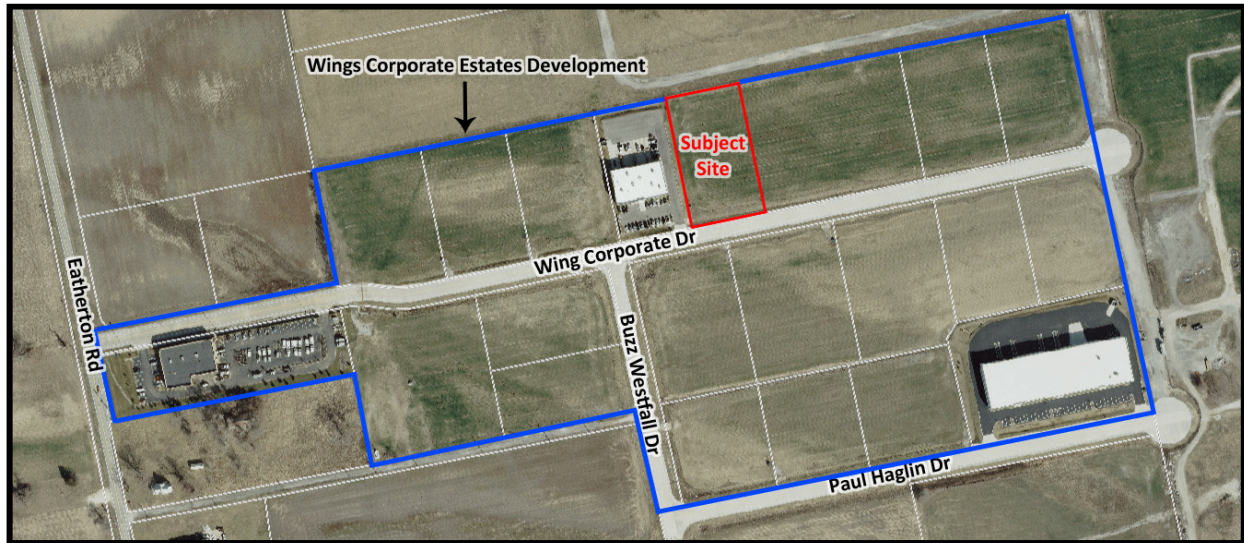 Wings Corporate Estates Development
Subject
Site
Wing Corporate Dr
Eatherton Rd
Buzz Westfall Dr
Paul Haglin Dr